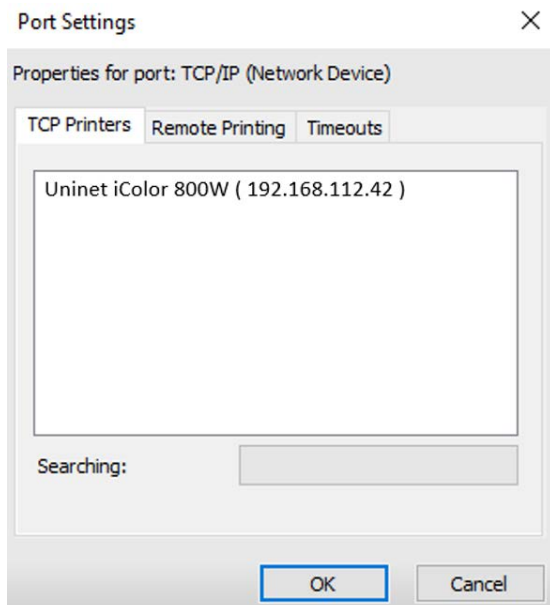 Port Settings
Properties for port: TCP/IP (Network Device)
TCP Printers Remote Printing Timeouts
Uninet iColor 800W ( 192.168.112.42 )
Searching:
OK Cancel